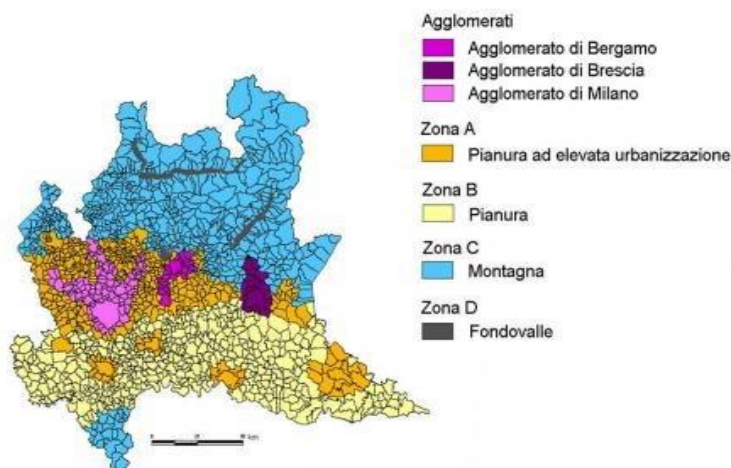 Agglomerati
Agglomerato di Bergamo
Agglomerato di Brescia
Agglomerato di Milano
Zona A
Pianura ad elevata urbanizzazione
Zona B
Pianura
Zona C
Montagna
Zona D
Fondovalle
km